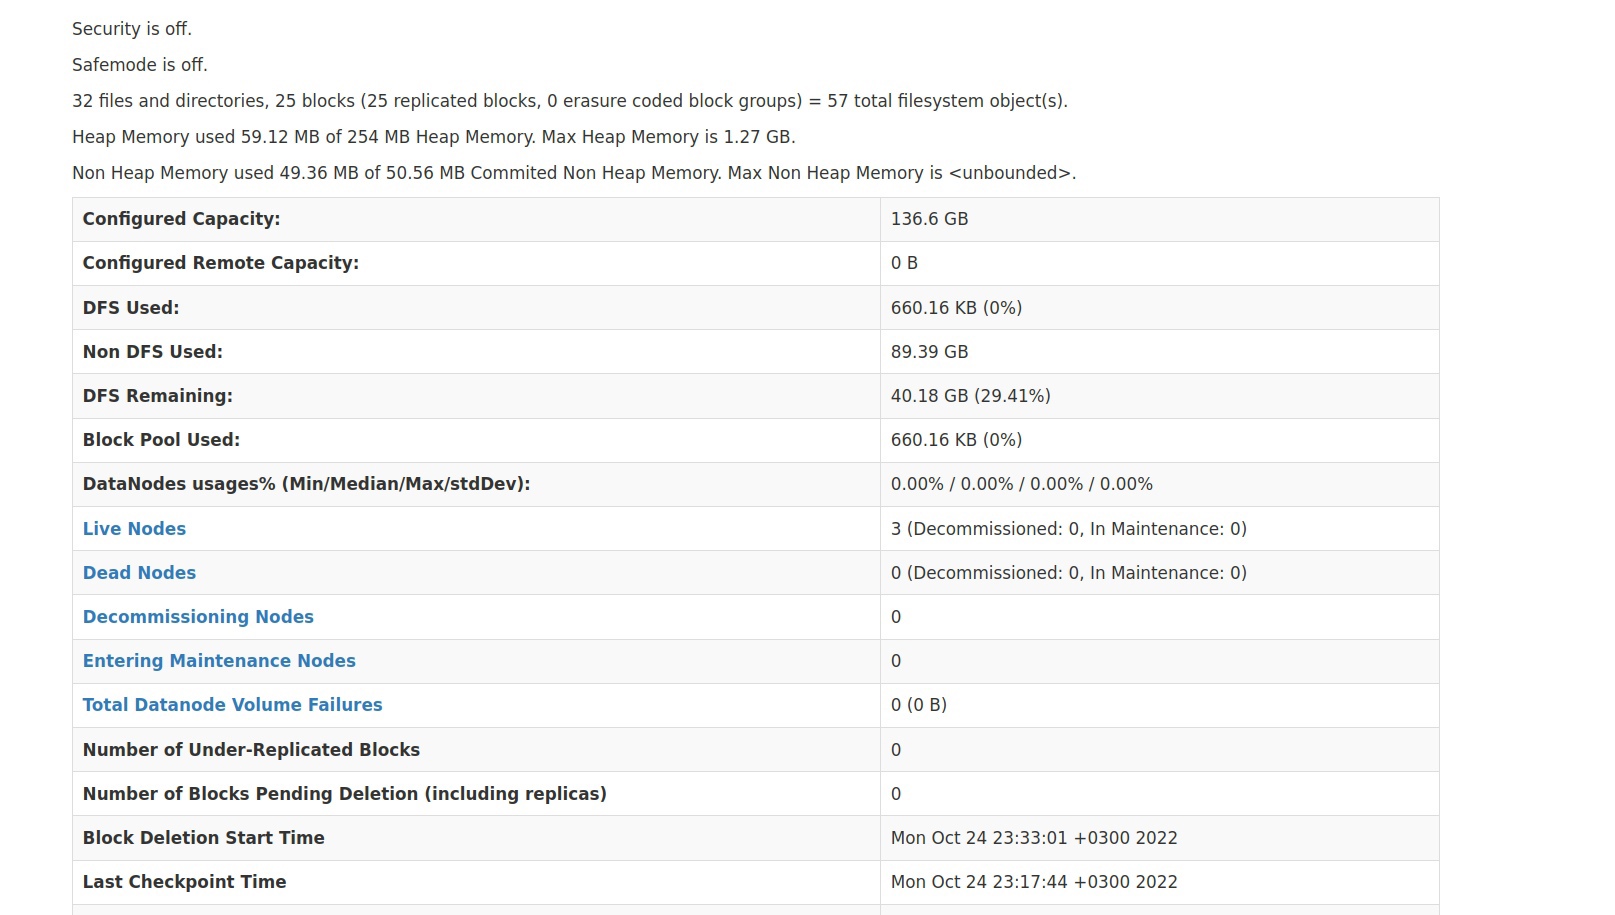 Security is off.
Safemode is off.
32 files and directories, 25 blocks (25 replicated blocks, 0 erasure coded block groups) = 57 total filesystem object(s).
Heap Memory used 59.12 MB of 254 MB Heap Memory. Max Heap Memory is 1.27 GB.
Non Heap Memory used 49.36 MB of 50.56 MB Commited Non Heap Memory. Max Non Heap Memory is <unbounded>.
Configured Capacity: 136.6 GB
Configured Remote Capacity: 0 B
DFS Used: 660.16 KB (0%)
Non DFS Used: 89.39 GB
DFS Remaining: 40.18 GB (29.41%)
Block Pool Used: 660.16 KB (0%)
DataNodes usages% (Min/Median/Max/stdDev): 0.00% / 0.00% / 0.00% / 0.00%
Live Nodes 3 (Decommissioned: 0, In Maintenance: 0)
Dead Nodes 0 (Decommissioned: 0, In Maintenance: 0)
Decommissioning Nodes 0
Entering Maintenance Nodes 0
Total Datanode Volume Failures 0 (0 B)
Number of Under-Replicated Blocks 0
Number of Blocks Pending Deletion (including replicas) 0
Block Deletion Start Time Mon Oct 24 23:33:01 +0300 2022
Last Checkpoint Time Mon Oct 24 23:17:44 +0300 2022